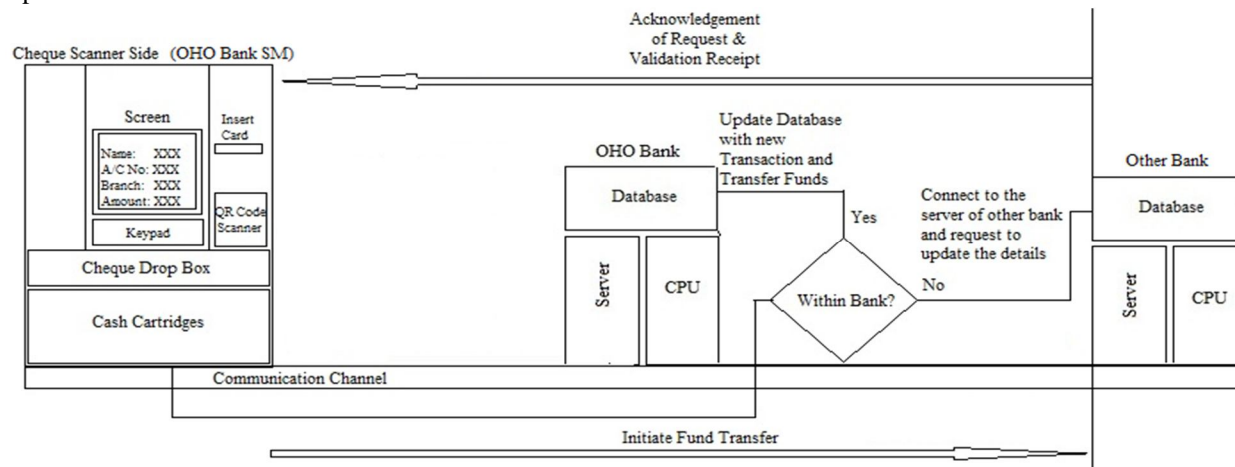 Acknowledgement
of Request &
Validation Receipt
Cheque Scanner Side (OHO Bank SM)
Screen
Name: XXX
A/C No: XXX
Branch: XXX
Amount: XXX
Keypad
Insert
Card
QR Code
Scanner
Cheque Drop Box
Cash Cartridges
OHO Bank
Database
Server
CPU
Update Database
with new
Transaction and
Transfer Funds
Yes
Within Bank?
No
Connect to the
server of other bank
and request to
update the details
Other Bank
Database
Server
CPU
Communication Channel
Initiate Fund Transfer